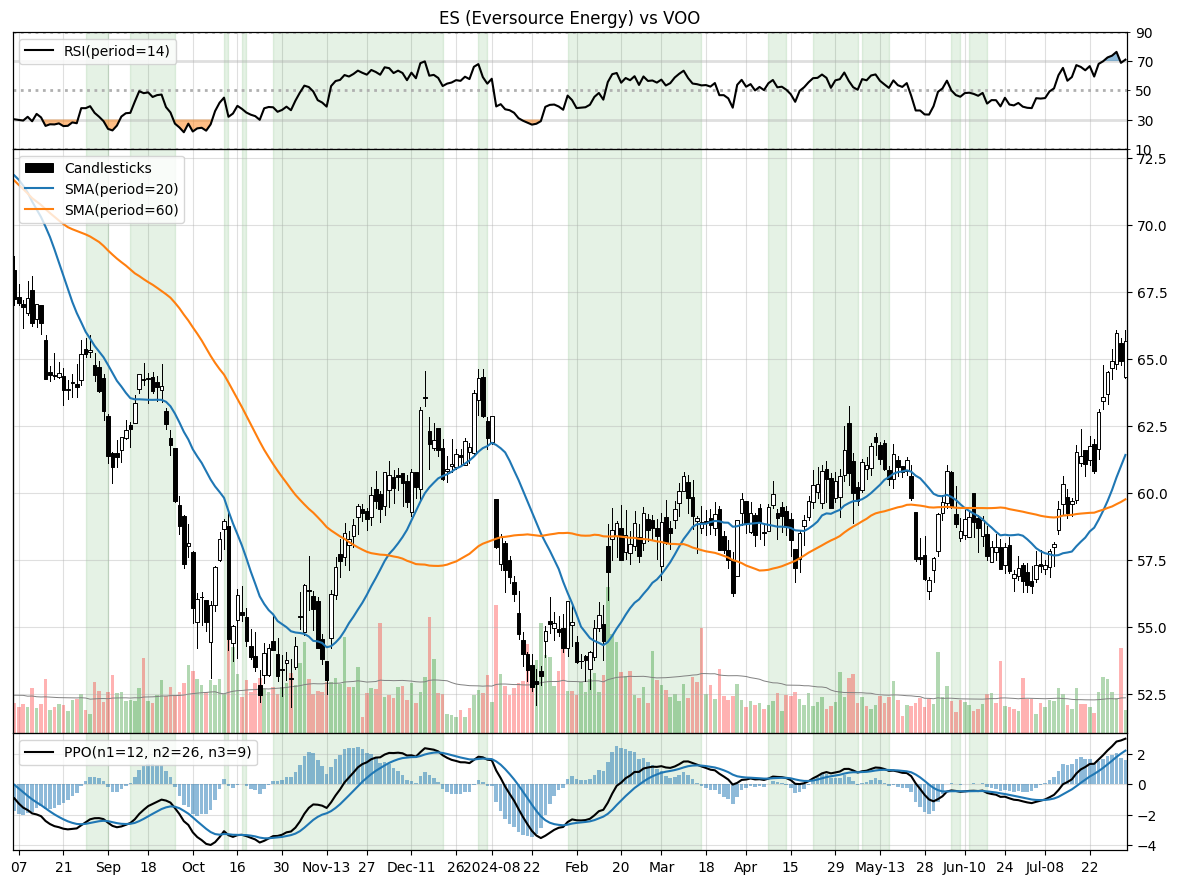 ES (Eversource Energy) vs VOO
RSI(period=14)
90
70
50
30
10
Candlesticks
SMA(period=20)
SMA(period=60)
72.5
70.0
67.5
65.0
62.5
60.0
57.5
55.0
52.5
PPO(n1=12, n2=26, n3=9)
2
0
−2
−4
07 21 Sep 18 Oct 16 30 Nov-13 27 Dec-11 26 2024-08 22 Feb 20 Mar 18 Apr 15 29 May-13 28 Jun-10 24 Jul-08 22